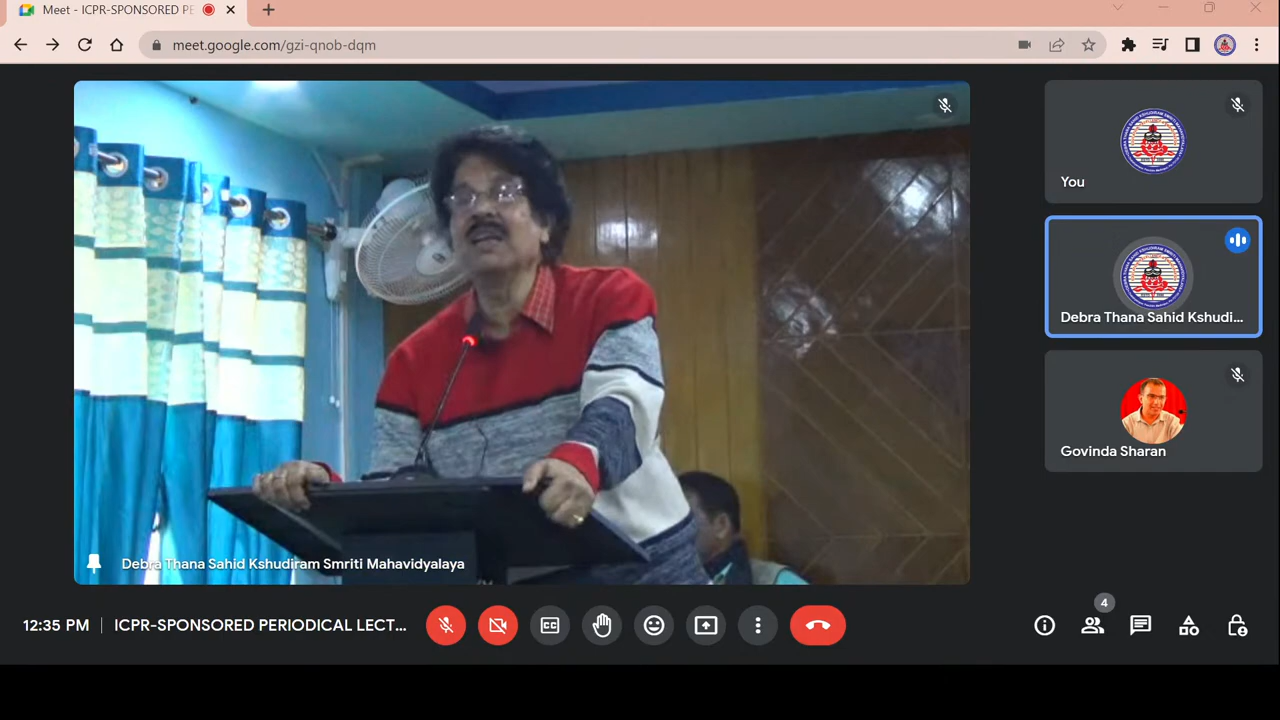 Meet - ICPR-SPONSORED PE
meet.google.com/gzi-qnob-dqm
You
Debra Thana Sahid Kshudi...
Govinda Sharan
Debra Thana Sahid Kshudiram Smriti Mahavidyalaya
4
12:35 PM | ICPR-SPONSORED PERIODICAL LECT...
CC